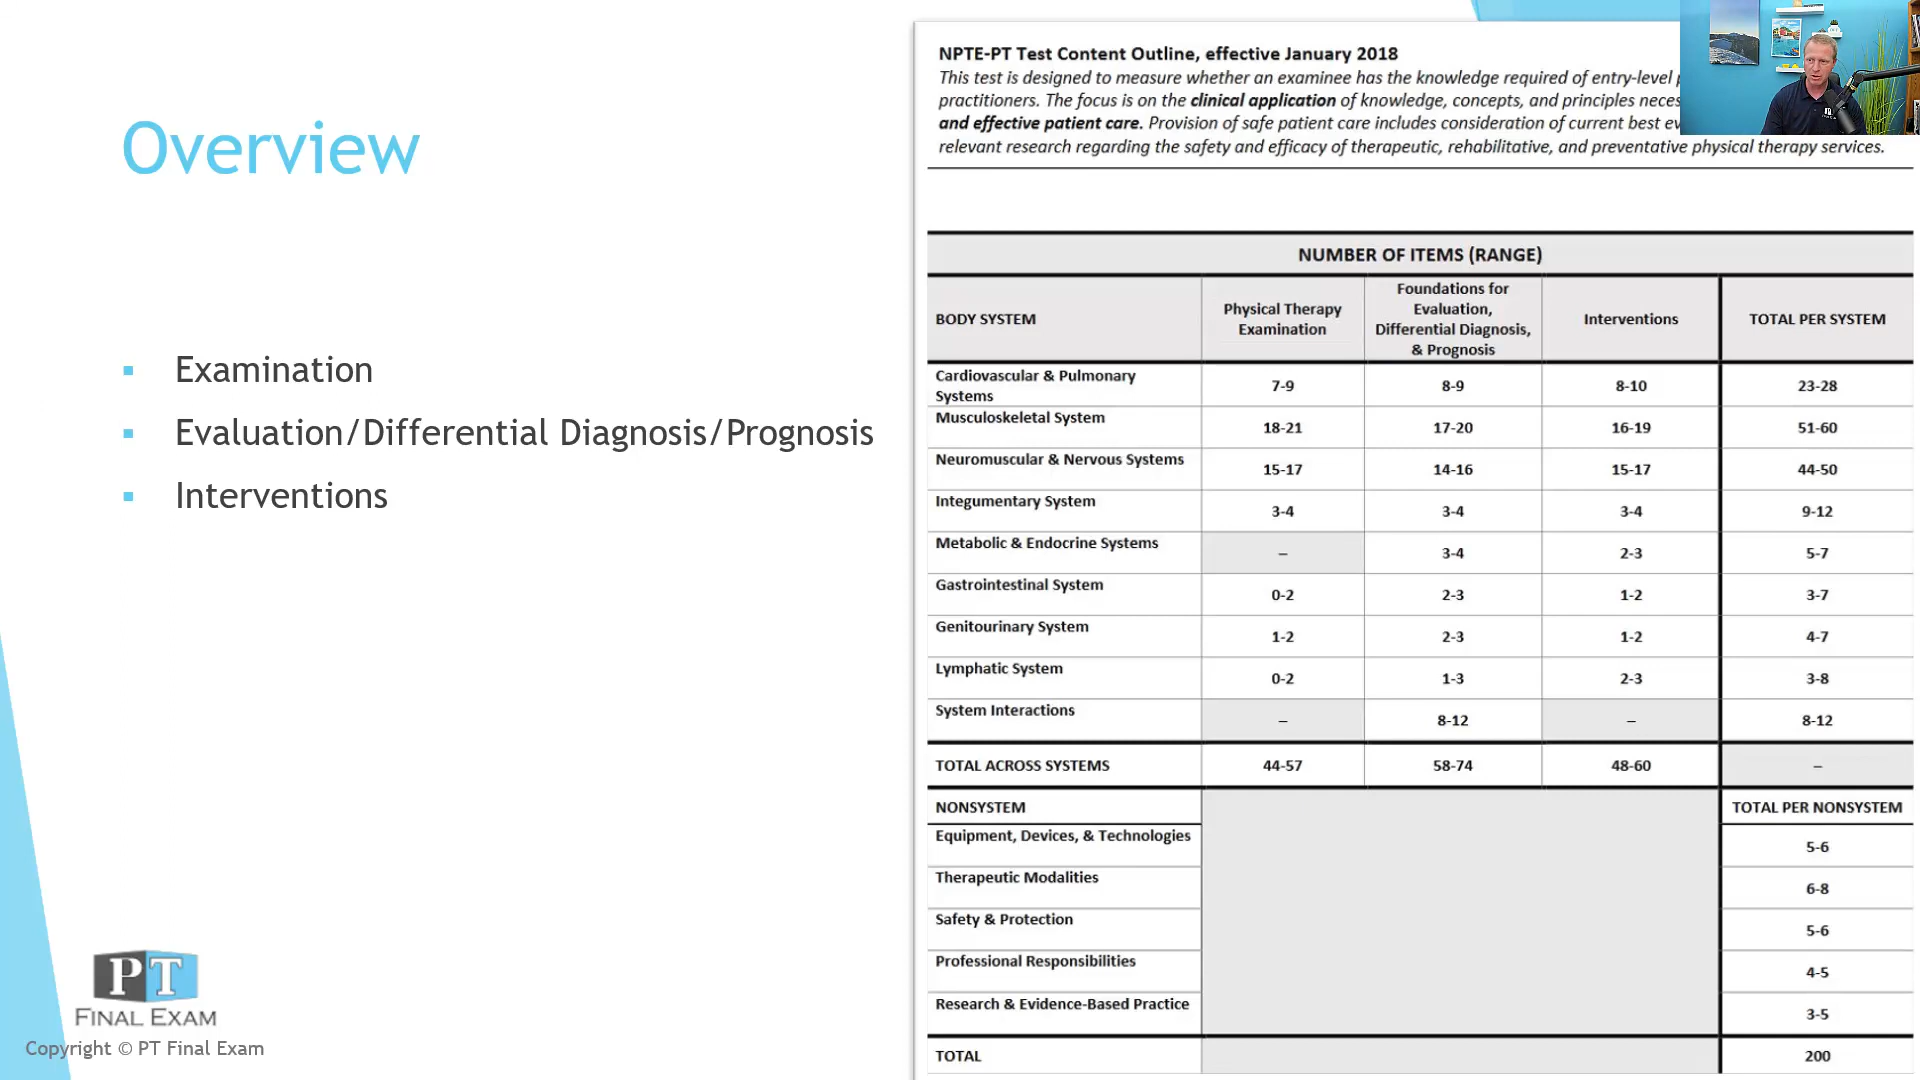 Overview
Examination
Evaluation/Differential Diagnosis/Prognosis
Interventions
PT
FINAL EXAM
Copyright © PT Final Exam
NPTE-PT Test Content Outline, effective January 2018
This test is designed to measure whether an examinee has the knowledge required of entry-level
practitioners. The focus is on the clinical application of knowledge, concepts, and principles
and effective patient care. Provision of safe patient care includes consideration of current best
relevant research regarding the safety and efficacy of therapeutic, rehabilitative, and preventative physical therapy services.
NUMBER OF ITEMS (RANGE)
BODY SYSTEM
Physical Therapy
Examination
Foundations for
Evaluation,
Differential Diagnosis,
& Prognosis
Interventions
TOTAL PER SYSTEM
Cardiovascular & Pulmonary
Systems
7-9 8-9 8-10 23-28
Musculoskeletal System 18-21 17-20 16-19 51-60
Neuromuscular & Nervous Systems 15-17 14-16 15-17 44-50
Integumentary System 3-4 3-4 3-4 9-12
Metabolic & Endocrine Systems – 3-4 2-3 5-7
Gastrointestinal System 0-2 2-3 1-2 3-7
Genitourinary System 1-2 2-3 1-2 4-7
Lymphatic System 0-2 1-3 2-3 3-8
System Interactions – 8-12 – 8-12
TOTAL ACROSS SYSTEMS 44-57 58-74 48-60 –
NONSYSTEM TOTAL PER NONSYSTEM
Equipment, Devices, & Technologies 5-6
Therapeutic Modalities 6-8
Safety & Protection 5-6
Professional Responsibilities 4-5
Research & Evidence-Based Practice 3-5
TOTAL 200